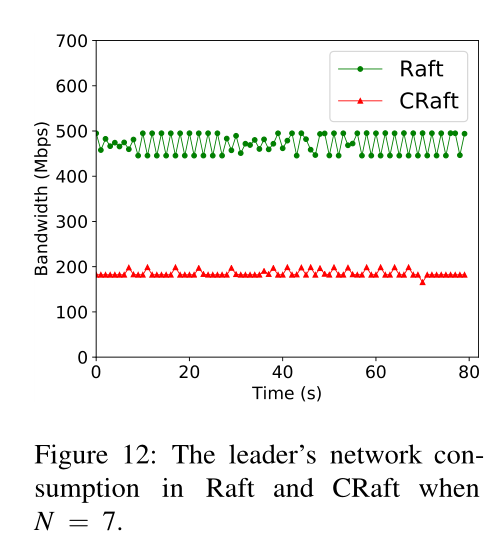 700
600
500
400
300
200
100
0
Bandwidth (Mbps)
Raft
CRaft
0 20 40 60 80
Time (s)
Figure 12: The leader's network con-
sumption in Raft and CRaft when
N = 7.